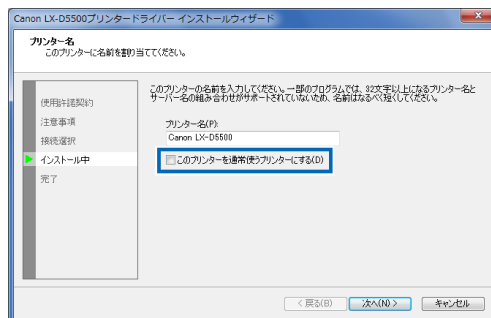 Canon LX-D5500プリンタードライバー インストールウィザード
プリンター名
このプリンターに名前を割り当ててください。
使用許諾契約
注意事項
接続選択
インストール中
完了
このプリンターの名前を入力してください。一部のプログラムでは、32文字以上になるプリンター名と
サーバー名の組み合わせがサポートされていないため、名前はなるべく短くしてください。
プリンター名(P):
Canon LX-D5500
このプリンターを通常使うプリンターにする(D)
< 戻る(B)
次へ(N) >
キャンセル